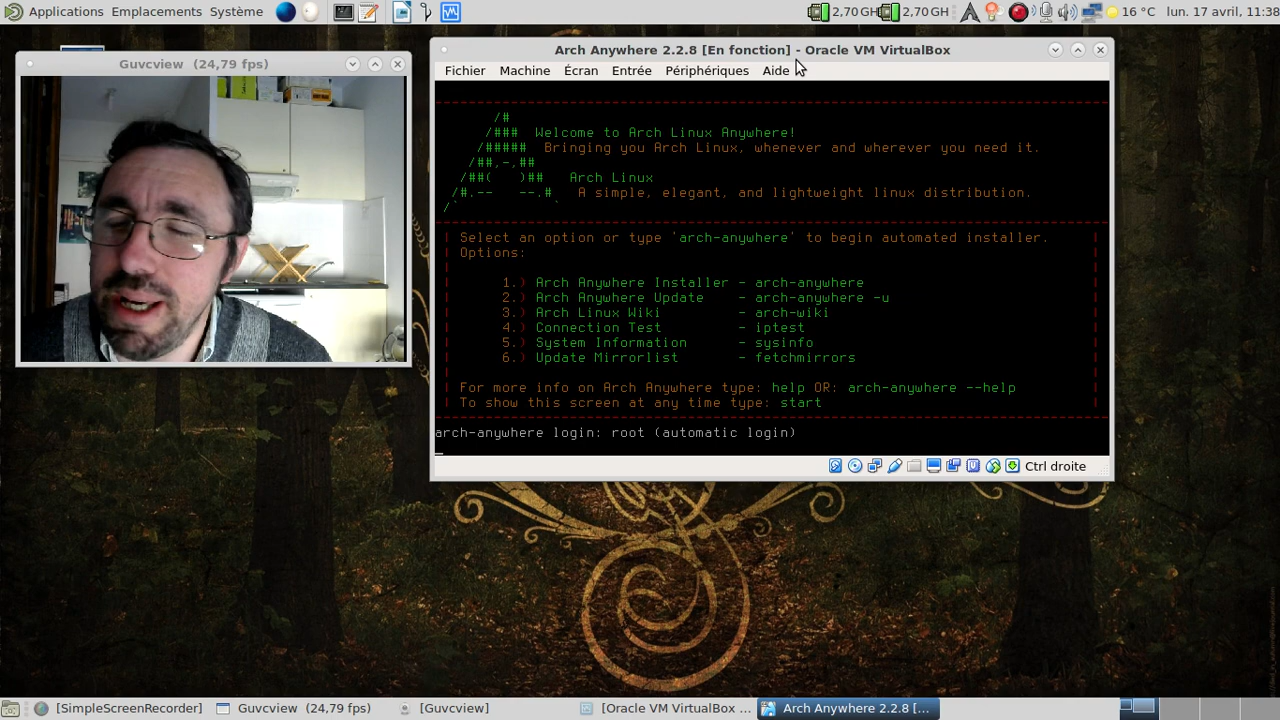 Applications Emplacements Système 2,70 GH 2,70 GH 16 °C lun. 17 avril, 11:38
Guvcview (24,79 fps)
Arch Anywhere 2.2.8 [En fonction] - Oracle VM VirtualBox
Fichier Machine Écran Entrée Périphériques Aide
/#
/### Welcome to Arch Linux Anywhere!
/##### Bringing you Arch Linux, whenever and wherever you need it.
/##,-,##
/##( )## Arch Linux
/#.-- --.# A simple, elegant, and lightweight linux distribution.
/` `
Select an option or type 'arch-anywhere' to begin automated installer.
Options:
1.) Arch Anywhere Installer - arch-anywhere
2.) Arch Anywhere Update - arch-anywhere -u
3.) Arch Linux Wiki - arch-wiki
4.) Connection Test - iptest
5.) System Information - sysinfo
6.) Update Mirrorlist - fetchmirrors
For more info on Arch Anywhere type: help OR: arch-anywhere --help
To show this screen at any time type: start
arch-anywhere login: root (automatic login)
Ctrl droite
[SimpleScreenRecorder] Guvcview (24,79 fps) [Guvcview] [Oracle VM VirtualBox ... Arch Anywhere 2.2.8 [...